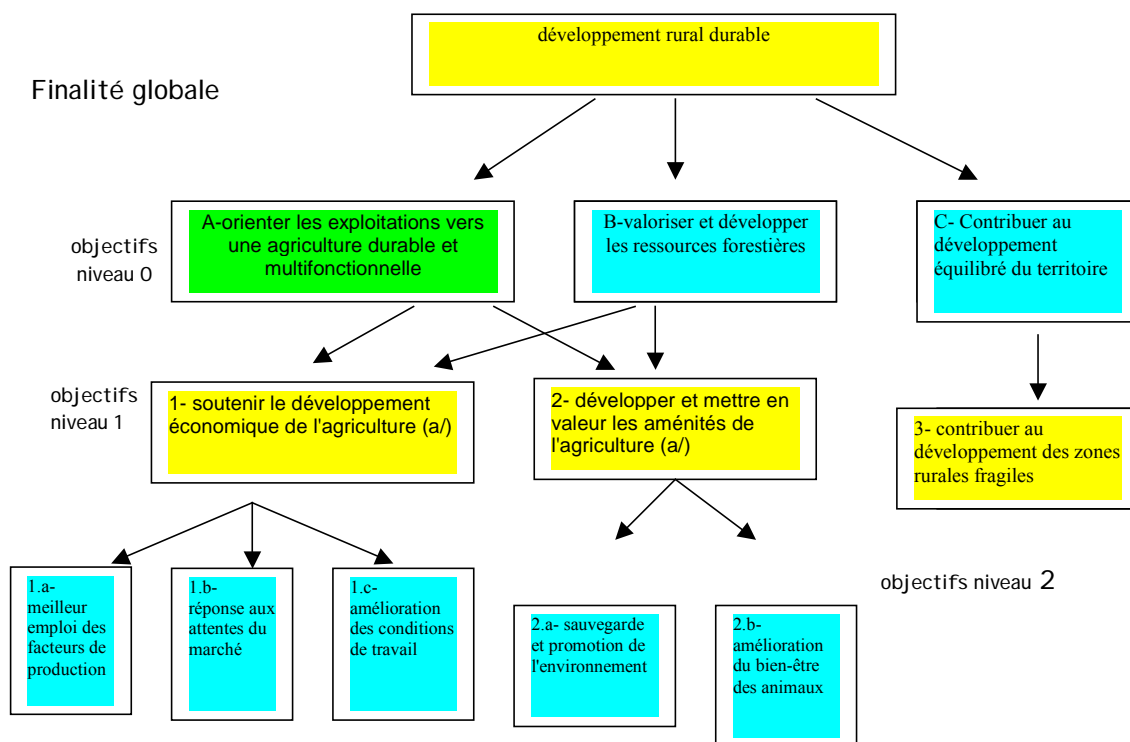 développement rural durable
Finalité globale
objectifs
niveau 0
A-orienter les exploitations vers
une agriculture durable et
multifonctionnelle
B-valoriser et développer
les ressources forestières
C- Contribuer au
développement
équilibré du territoire
objectifs
niveau 1
1- soutenir le développement
économique de l'agriculture (a/)
2- développer et mettre en
valeur les aménités de
l'agriculture (a/)
3- contribuer au
développement des zones
rurales fragiles
objectifs niveau 2
1.a-
meilleur
emploi des
facteurs de
production
1.b-
réponse aux
attentes du
marché
1.c-
amélioration
des conditions
de travail
2.a- sauvegarde
et promotion de
l'environnement
2.b-
amélioration
du bien-être
des animaux